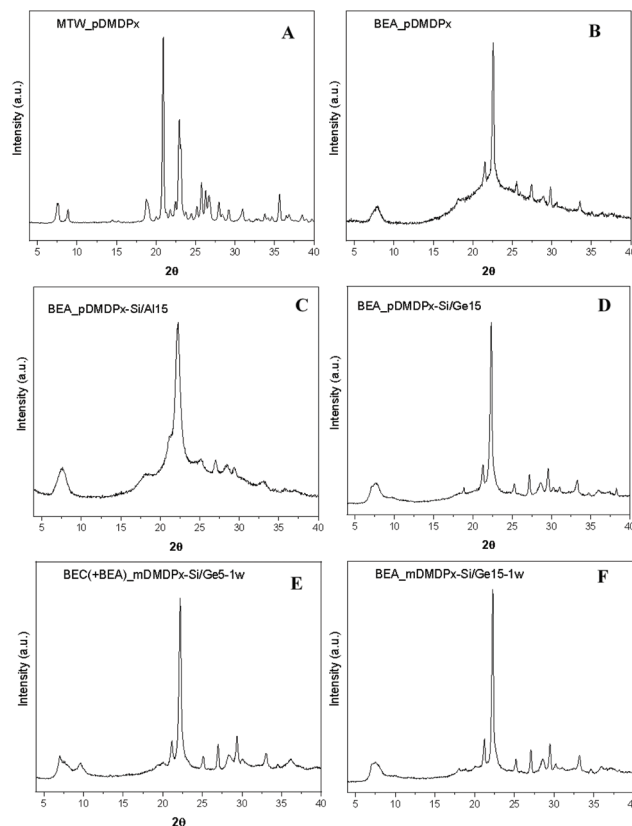 MTW_pDMDPx
A
Intensity (a.u.)
5 10 15 20 25 30 35 40
2θ
BEA_pDMDPx
B
Intensity (a.u.)
5 10 15 20 25 30 35 40
2θ
BEA_pDMDPx-Si/Al15
C
Intensity (a.u.)
5 10 15 20 25 30 35 40
2θ
BEA_pDMDPx-Si/Ge15
D
Intensity (a.u.)
5 10 15 20 25 30 35 40
2θ
BEC(+BEA)_mDMDPx-Si/Ge5-1w
E
Intensity (a.u.)
5 10 15 20 25 30 35 40
2θ
BEA_mDMDPx-Si/Ge15-1w
F
Intensity (a.u.)
5 10 15 20 25 30 35 40
2θ